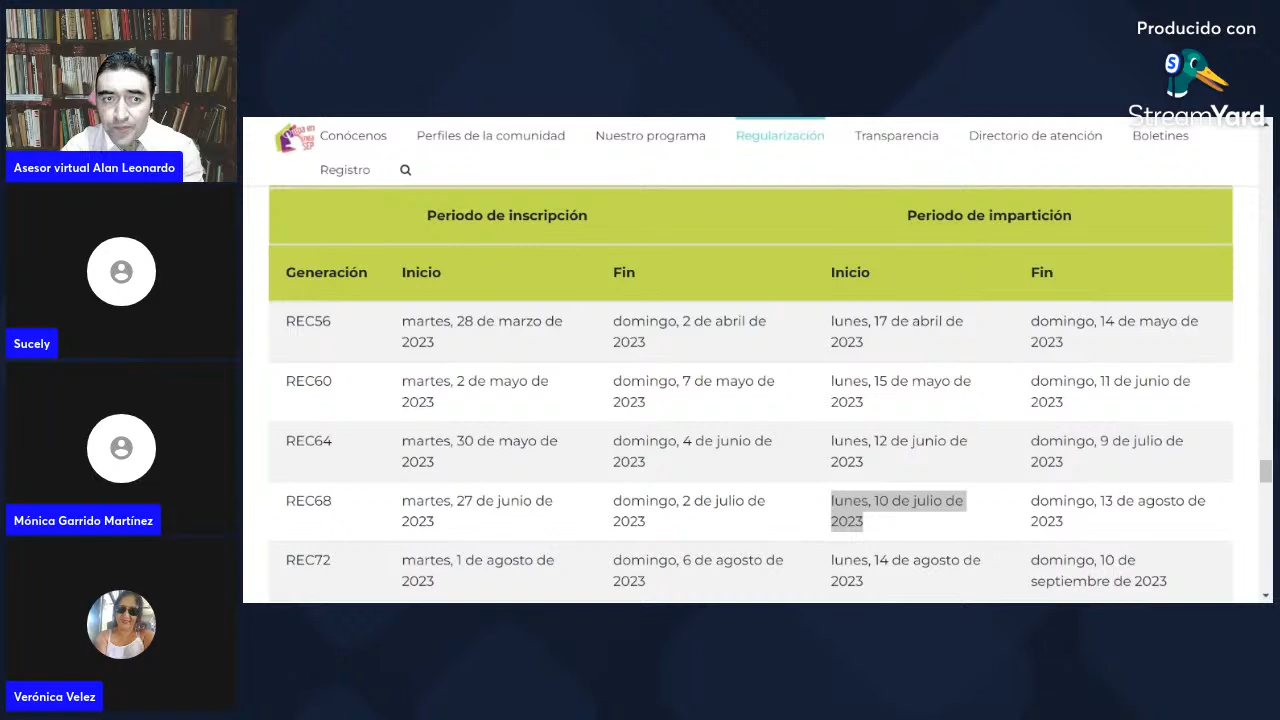 Producido con
StreamYard
Asesor virtual Alan Leonardo
Sucely
Mónica Garrido Martínez
Verónica Velez
Conócenos Perfiles de la comunidad Nuestro programa Regularización Transparencia Directorio de atención Boletines
Registro
Periodo de inscripción Periodo de impartición
Generación Inicio Fin Inicio Fin
REC56 martes, 28 de marzo de 2023 domingo, 2 de abril de 2023 lunes, 17 de abril de 2023 domingo, 14 de mayo de 2023
REC60 martes, 2 de mayo de 2023 domingo, 7 de mayo de 2023 lunes, 15 de mayo de 2023 domingo, 11 de junio de 2023
REC64 martes, 30 de mayo de 2023 domingo, 4 de junio de 2023 lunes, 12 de junio de 2023 domingo, 9 de julio de 2023
REC68 martes, 27 de junio de 2023 domingo, 2 de julio de 2023 lunes, 10 de julio de 2023 domingo, 13 de agosto de 2023
REC72 martes, 1 de agosto de 2023 domingo, 6 de agosto de 2023 lunes, 14 de agosto de 2023 domingo, 10 de septiembre de 2023